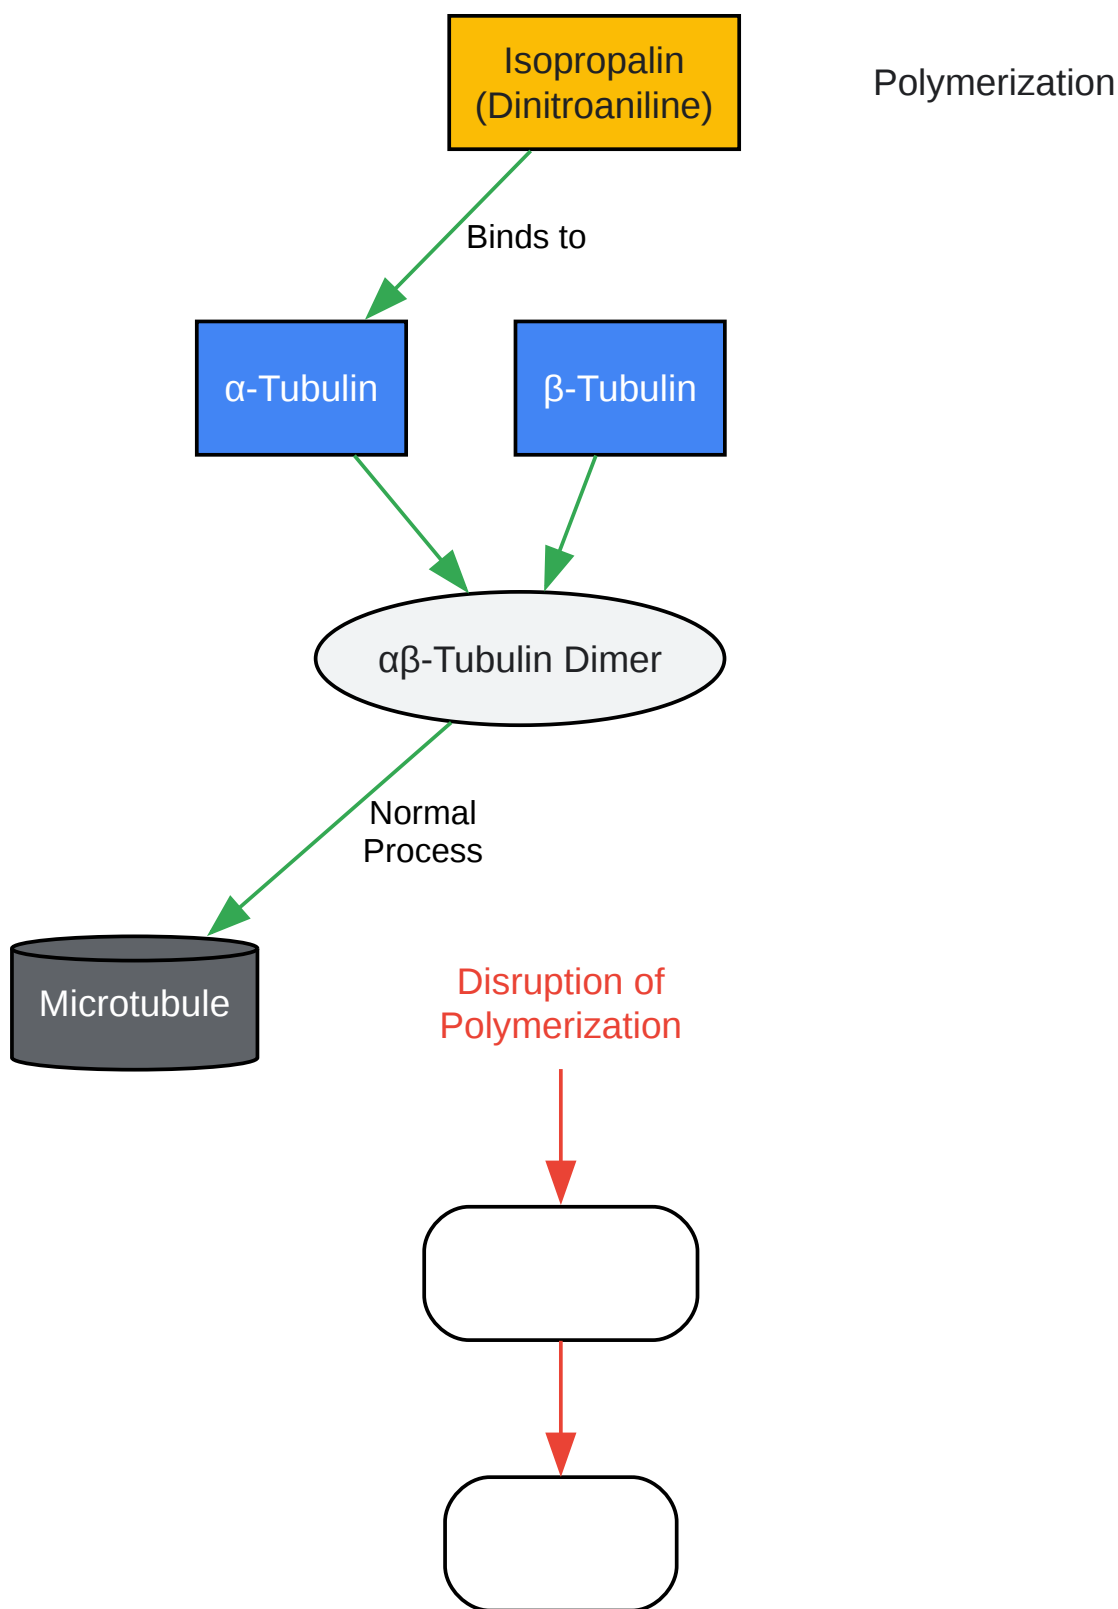 Isopropalin
(Dinitroaniline)
Polymerization
Binds to
α-Tubulin
β-Tubulin
αβ-Tubulin Dimer
Normal
Process
Microtubule
Disruption of
Polymerization